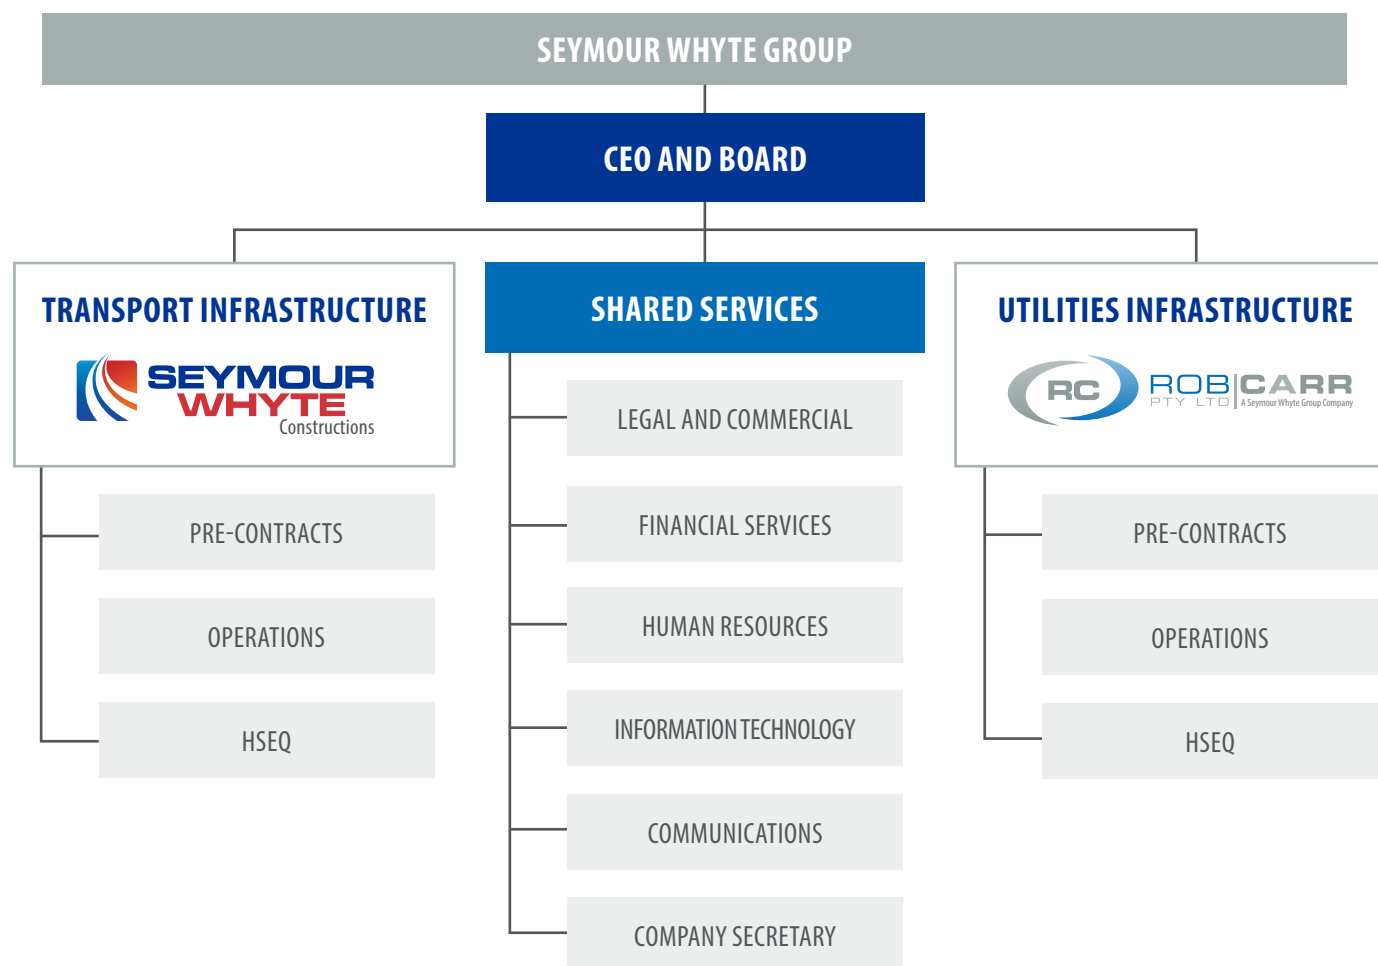 SEYMOUR WHYTE GROUP
CEO AND BOARD
TRANSPORT INFRASTRUCTURE
SEYMOUR
WHYTE
Constructions
PRE-CONTRACTS
OPERATIONS
HSEQ
SHARED SERVICES
LEGAL AND COMMERCIAL
FINANCIAL SERVICES
HUMAN RESOURCES
INFORMATION TECHNOLOGY
COMMUNICATIONS
COMPANY SECRETARY
UTILITIES INFRASTRUCTURE
RC
ROB|CARR
PTY LTD A Seymour Whyte Group Company
PRE-CONTRACTS
OPERATIONS
HSEQ